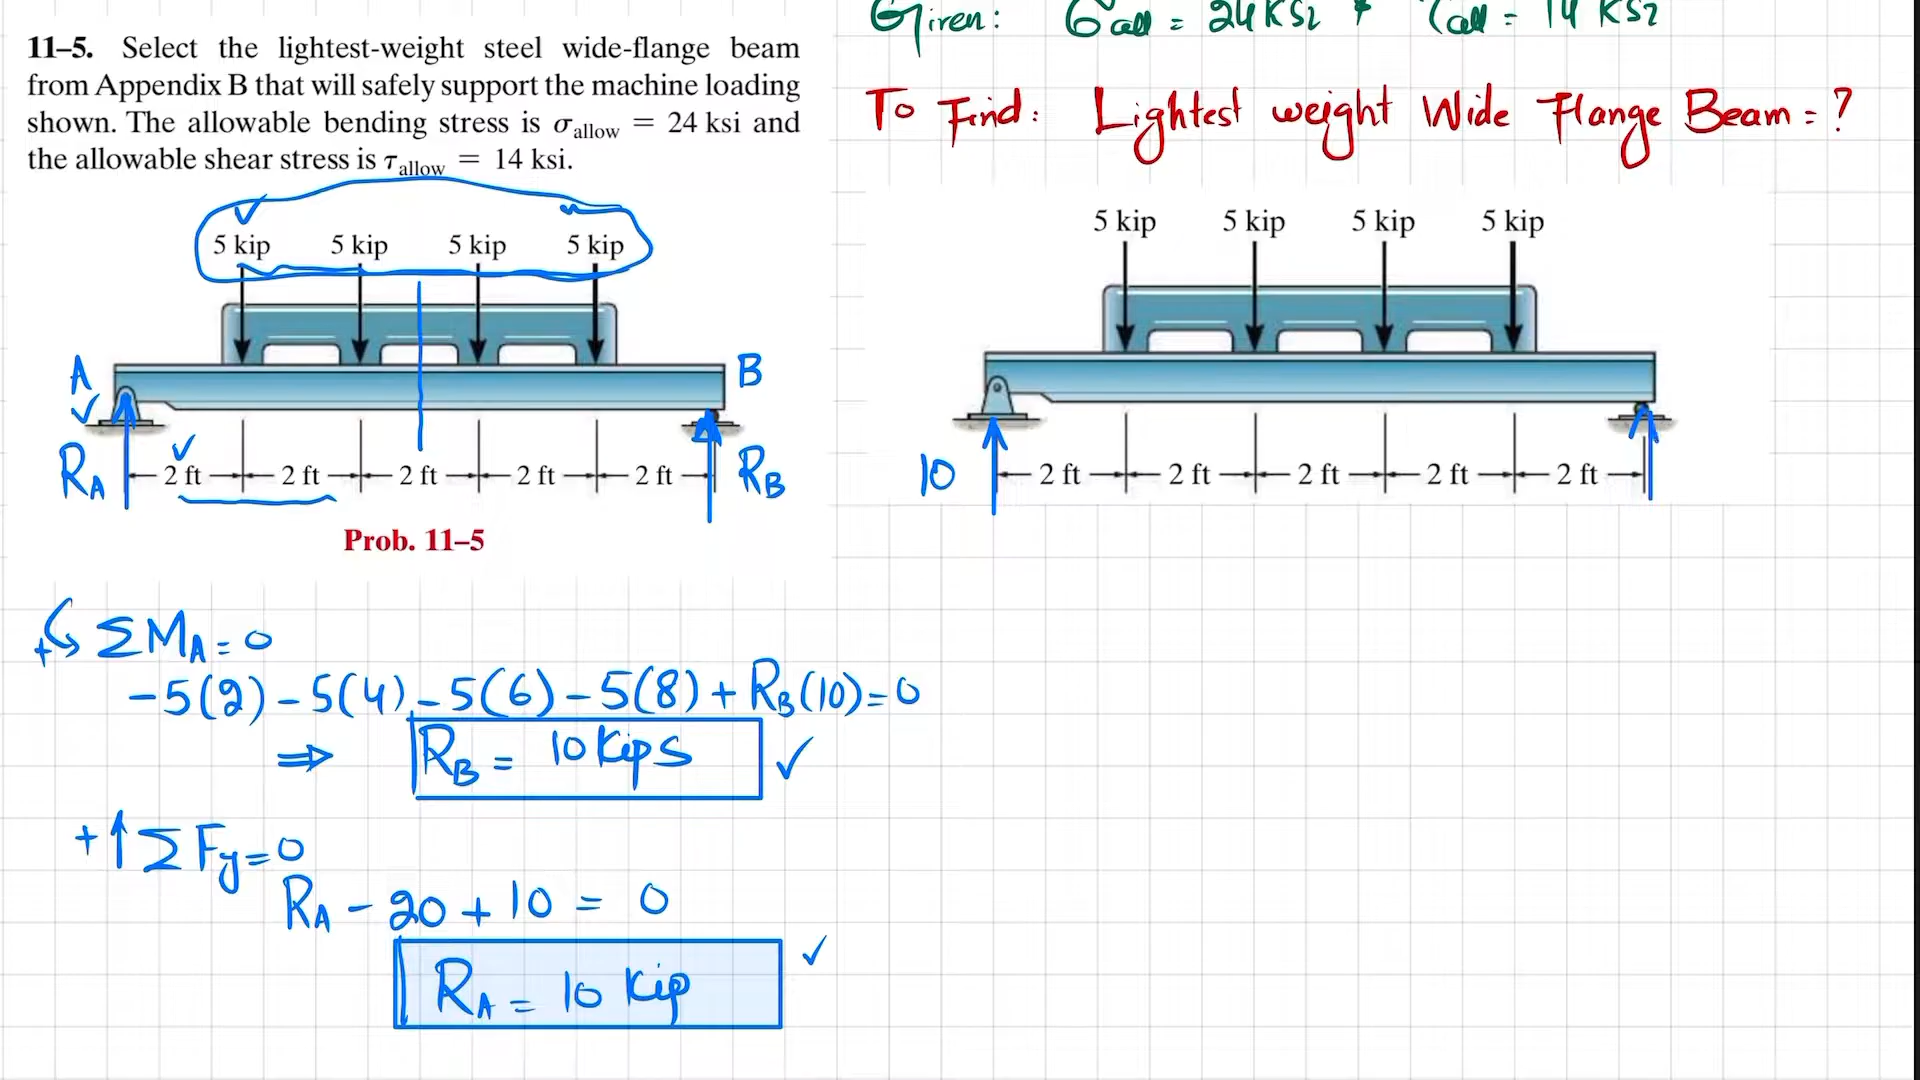 Given: σall = 24 KSI & τall = 14 KSI
11–5. Select the lightest-weight steel wide-flange beam
from Appendix B that will safely support the machine loading
shown. The allowable bending stress is σallow = 24 ksi and
the allowable shear stress is τallow = 14 ksi.
To Find: Lightest weight Wide Flange Beam = ?
5 kip 5 kip 5 kip 5 kip
A
B
RA
2 ft 2 ft 2 ft 2 ft 2 ft
RB
Prob. 11–5
5 kip 5 kip 5 kip 5 kip
10
2 ft 2 ft 2 ft 2 ft 2 ft
+ ΣMA = 0
-5(2) - 5(4) - 5(6) - 5(8) + RB(10) = 0
⇒ RB = 10 Kips ✓
+↑ ΣFy = 0
RA - 20 + 10 = 0
RA = 10 Kip ✓